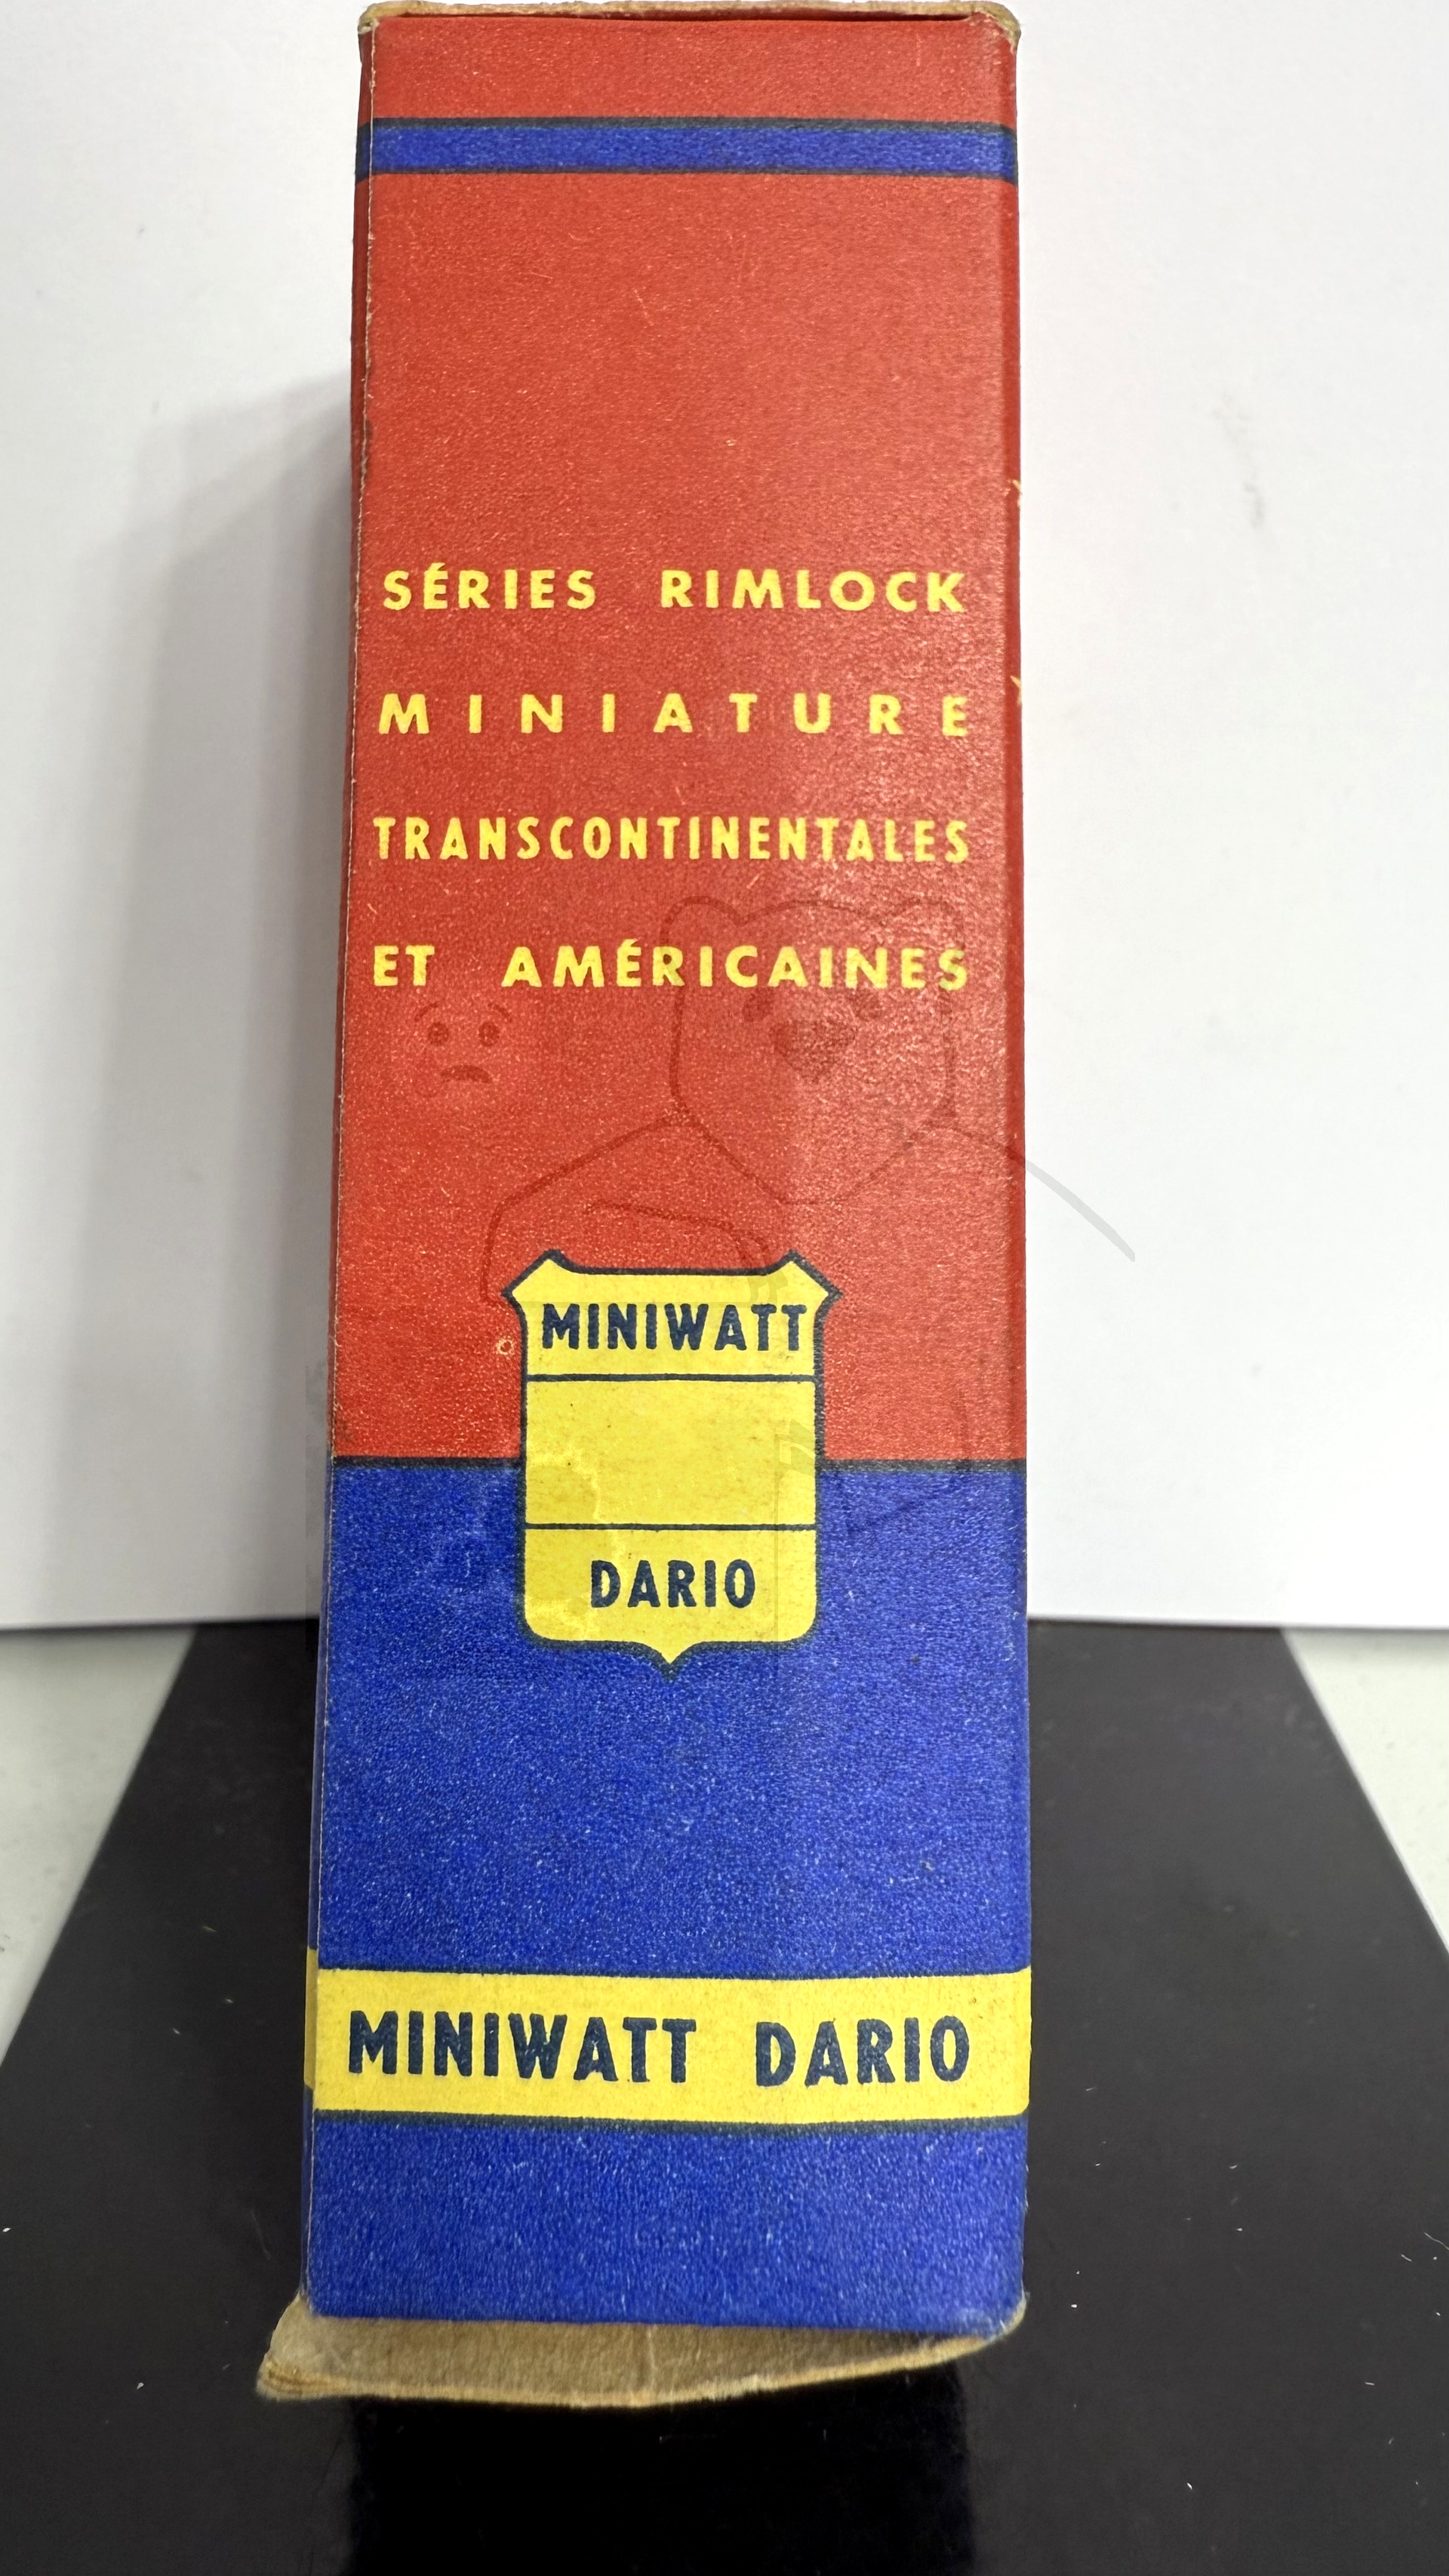 SÉRIES RIMLOCK
MINIATURE
TRANSCONTINENTALES
ET AMÉRICAINES
MINIWATT
DARIO
MINIWATT DARIO